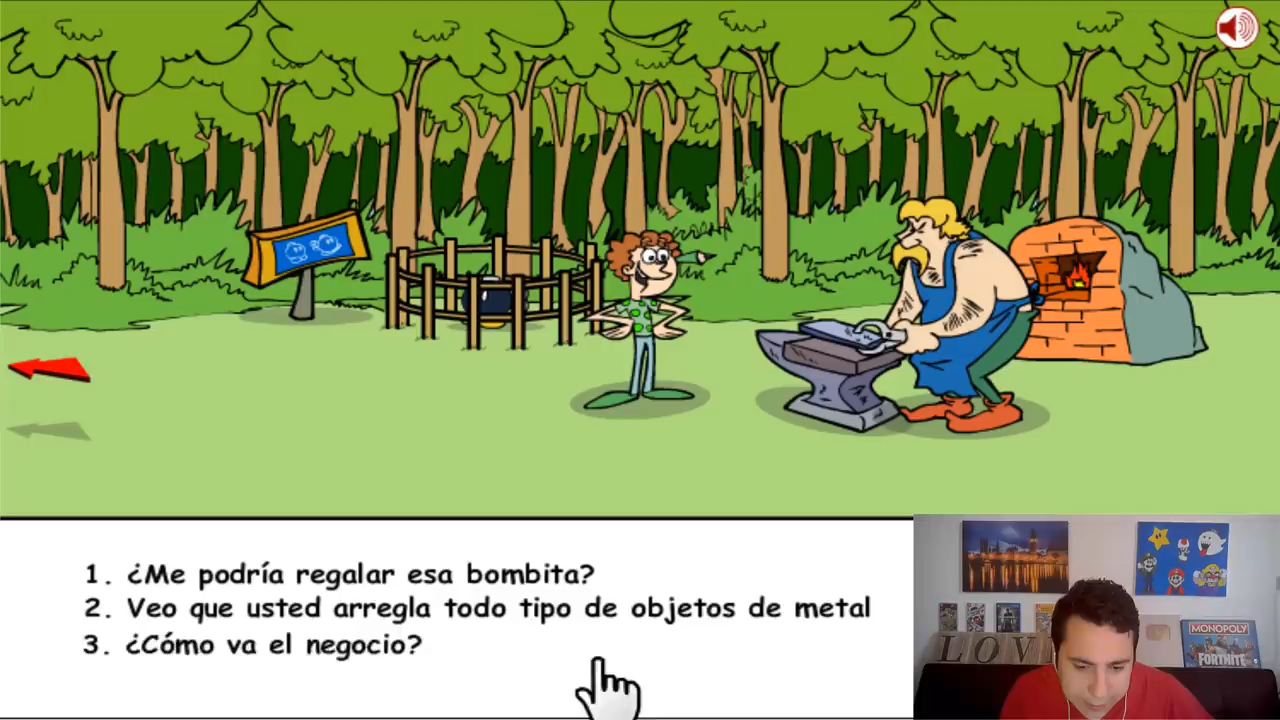 1. ¿Me podría regalar esa bombita?
2. Veo que usted arregla todo tipo de objetos de metal
3. ¿Cómo va el negocio?
LOV
MONOPOLY
FORTNITE